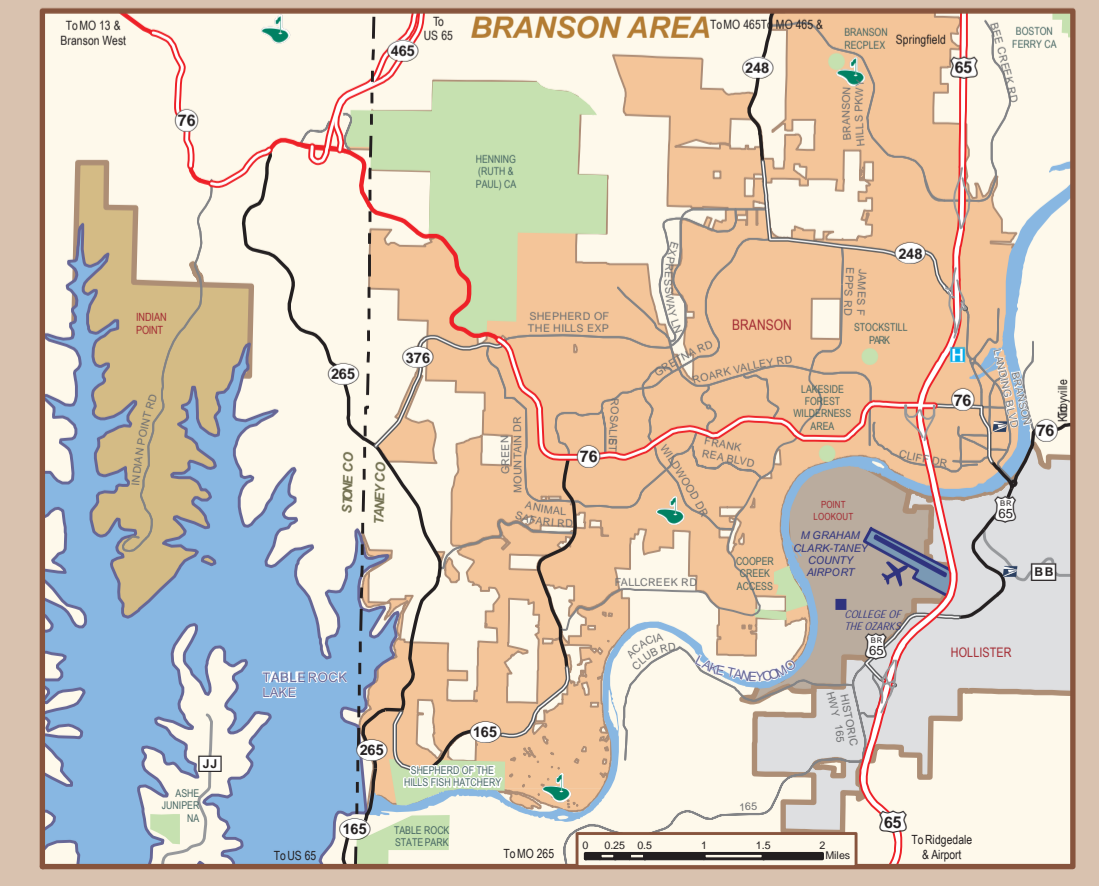 BRANSON AREA
To MO 13 &
Branson West
To
US 65
465
To MO 465
To MO 465 &
Springfield
248
65
BRANSON
RECPLEX
BOSTON
FERRY CA
BEE CREEK RD
BRANSON
HILLS PKWY
76
HENNING
(RUTH &
PAUL) CA
EXPRESSWAY LN
248
JAMES F
EPPS RD
INDIAN
POINT
SHEPHERD OF
THE HILLS EXP
BRANSON
STOCKSTILL
PARK
H
376
265
GRETNA RD
ROARK VALLEY RD
LAKESIDE
FOREST
WILDERNESS
AREA
76
BRANSON
LANDING BLVD
Kirbyville
76
INDIAN POINT RD
ROSALIE ST
GREEN
MOUNTAIN DR
76
FRANK
REA BLVD
CLIFF DR
WILDWOOD DR
STONE CO
TANEY CO
ANIMAL
SAFARI RD
POINT
LOOKOUT
BR
65
M GRAHAM
CLARK-TANEY
COUNTY
AIRPORT
COOPER
CREEK
ACCESS
BB
FALLCREEK RD
COLLEGE OF
THE OZARKS
BR
65
HOLLISTER
ACACIA
CLUB RD
LAKE TANEYCOMO
TABLE ROCK
LAKE
HISTORIC
HWY 165
165
265
JJ
SHEPHERD OF THE
HILLS FISH HATCHERY
ASHE
JUNIPER
NA
165
165
65
TABLE ROCK
STATE PARK
To US 65
To MO 265
To Ridgedale
& Airport
0 0.25 0.5 1 1.5 2
Miles